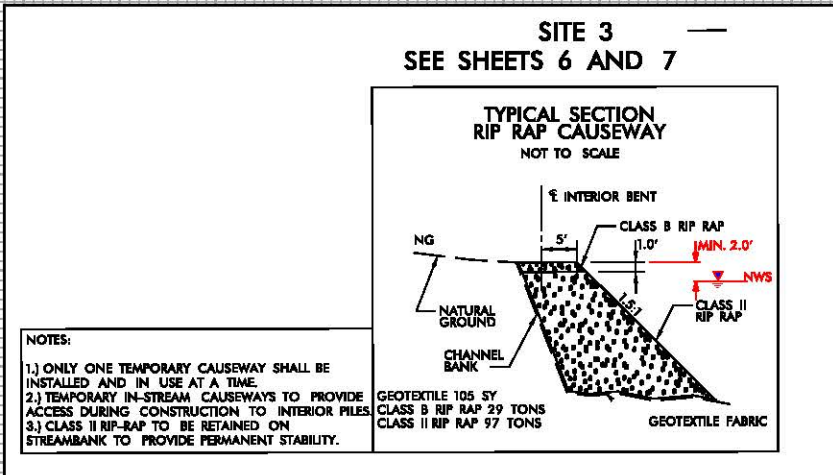 SITE 3
SEE SHEETS 6 AND 7
TYPICAL SECTION
RIP RAP CAUSEWAY
NOT TO SCALE
℄ INTERIOR BENT
CLASS B RIP RAP
NG
5'
1.0'
MIN. 2.0'
NWS
1.5:1
CLASS II
RIP RAP
NATURAL
GROUND
CHANNEL
BANK
GEOTEXTILE 105 SY
CLASS B RIP RAP 29 TONS
CLASS II RIP RAP 97 TONS
GEOTEXTILE FABRIC
NOTES:
1.) ONLY ONE TEMPORARY CAUSEWAY SHALL BE
INSTALLED AND IN USE AT A TIME.
2.) TEMPORARY IN-STREAM CAUSEWAYS TO PROVIDE
ACCESS DURING CONSTRUCTION TO INTERIOR PILES.
3.) CLASS II RIP-RAP TO BE RETAINED ON
STREAMBANK TO PROVIDE PERMANENT STABILITY.